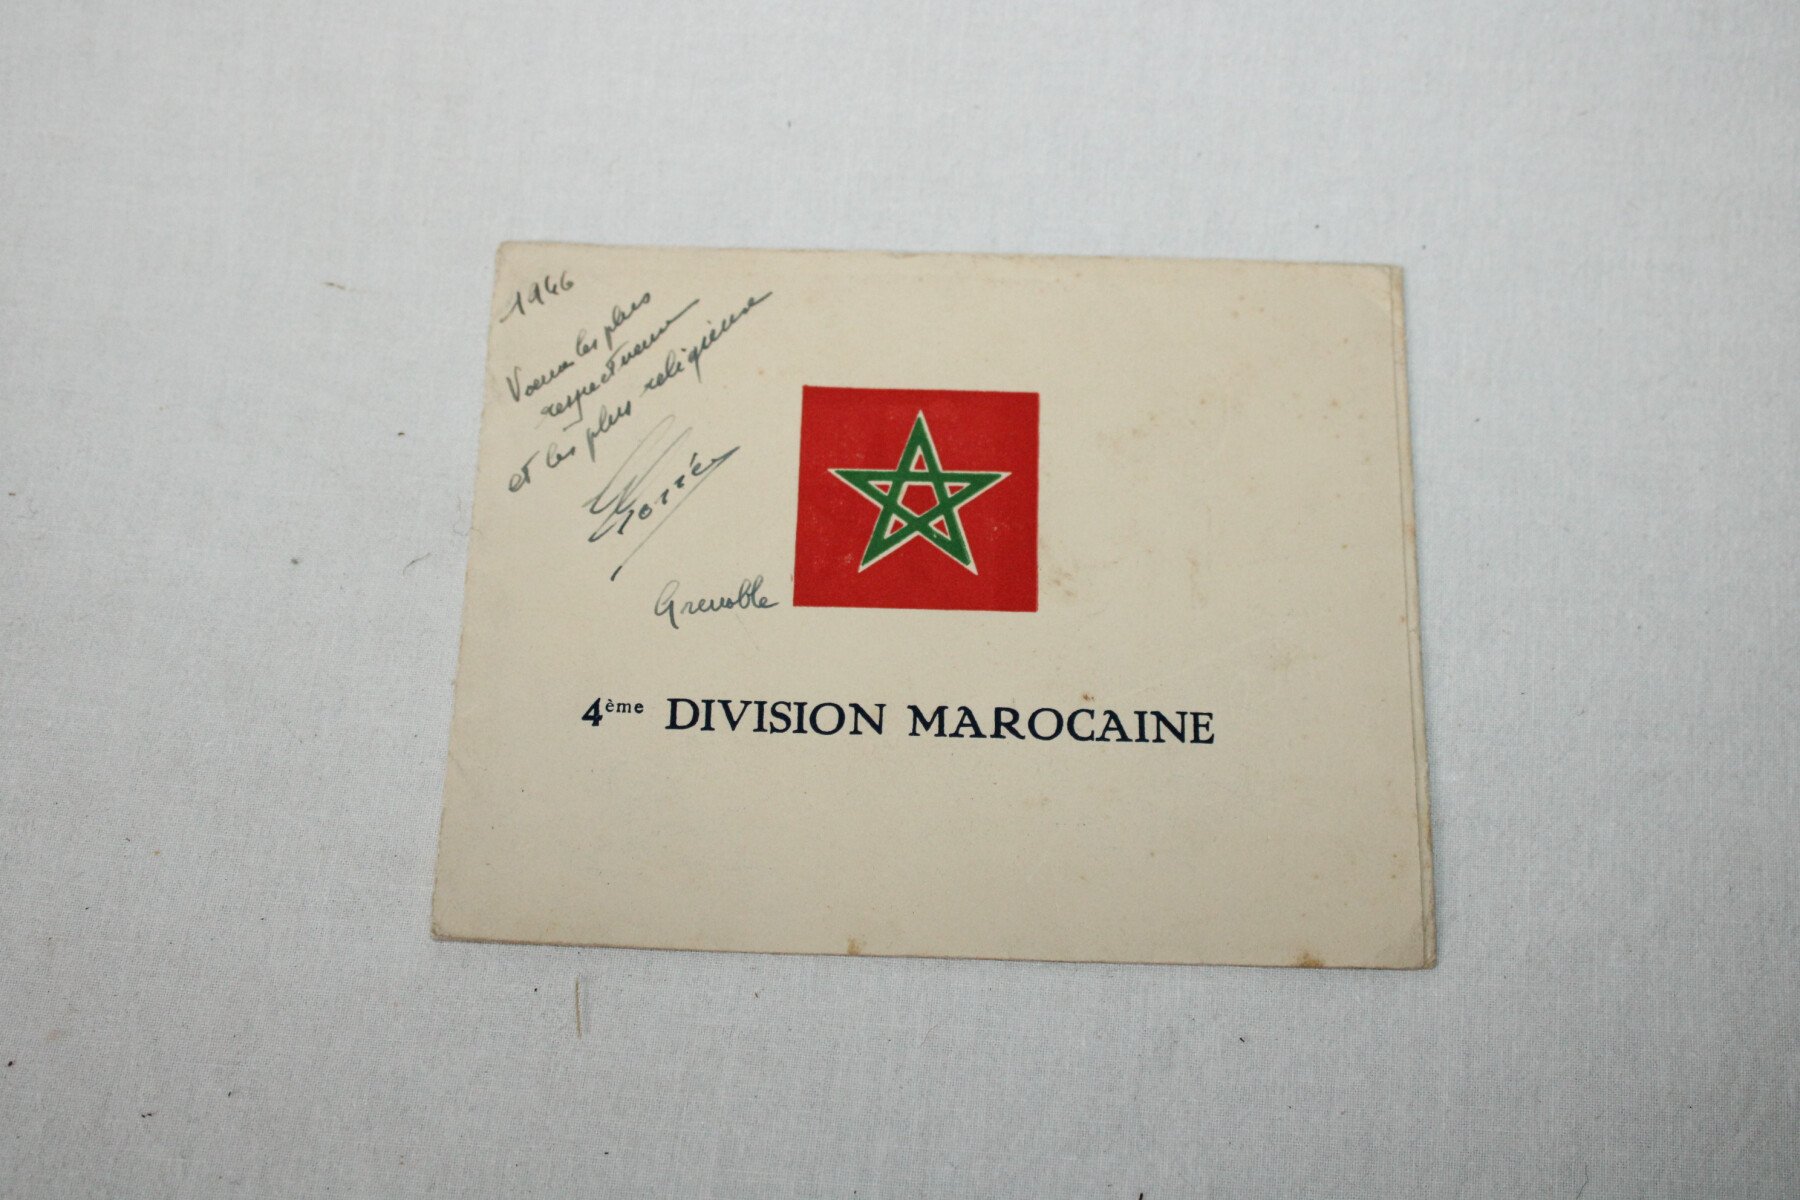 1946
Voeux les plus
respectueux
et les plus religieux
Grenoble
4ème DIVISION MAROCAINE